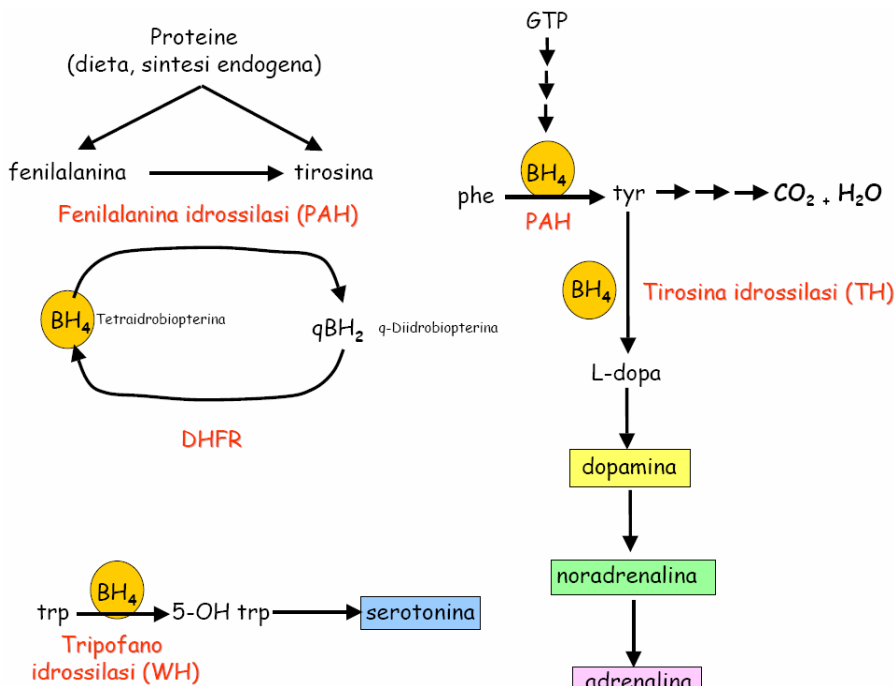 Proteine
(dieta, sintesi endogena)
fenilalanina
tirosina
Fenilalanina idrossilasi (PAH)
BH4
Tetraidrobiopterina
qBH2
q-Diidrobiopterina
DHFR
GTP
BH4
phe
tyr
CO2 + H2O
PAH
BH4
Tirosina idrossilasi (TH)
L-dopa
dopamina
noradrenalina
adrenalina
BH4
trp
5-OH trp
serotonina
Tripofano
idrossilasi (WH)